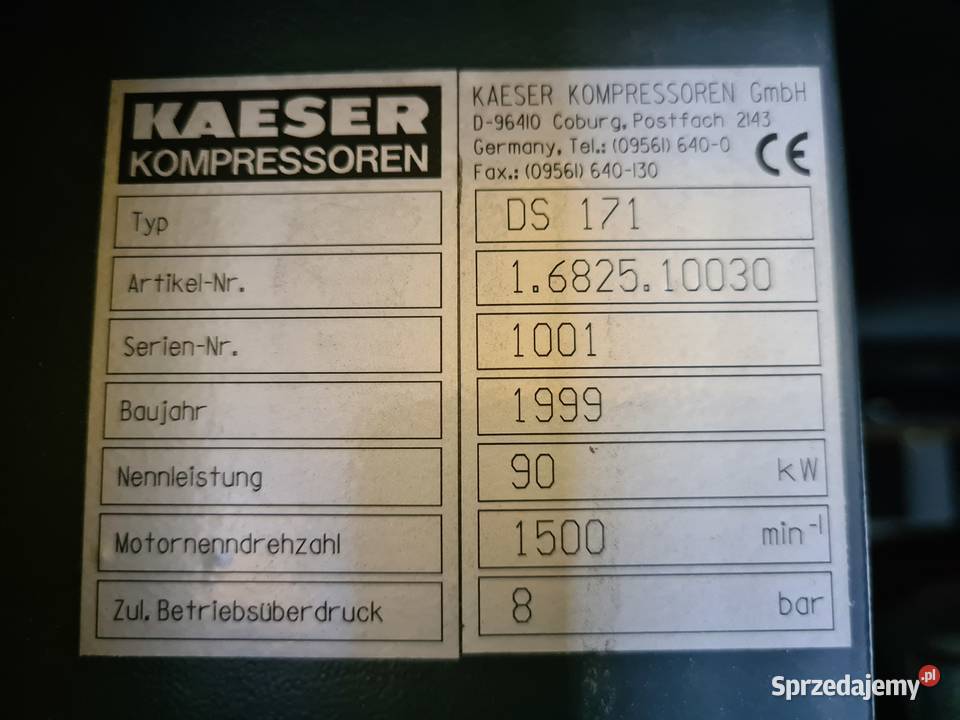 KAESER
KOMPRESSOREN
KAESER KOMPRESSOREN GmbH
D-96410 Coburg, Postfach 2143
Germany, Tel.: (09561) 640-0
Fax.: (09561) 640-130
CE
Typ DS 171
Artikel-Nr. 1.6825.10030
Serien-Nr. 1001
Baujahr 1999
Nennleistung 90 kW
Motornenndrehzahl 1500 min⁻¹
Zul. Betriebsüberdruck 8 bar
Sprzedajemy.pl